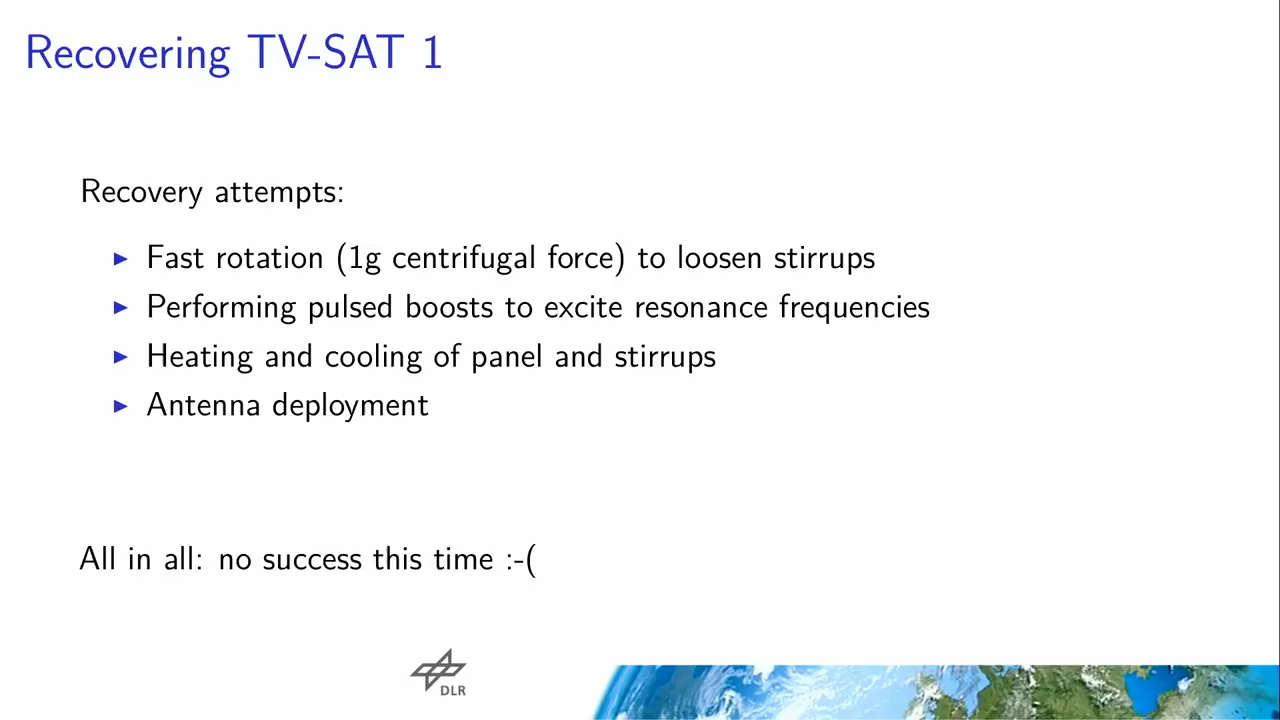 Recovering TV-SAT 1
Recovery attempts:
▶ Fast rotation (1g centrifugal force) to loosen stirrups
▶ Performing pulsed boosts to excite resonance frequencies
▶ Heating and cooling of panel and stirrups
▶ Antenna deployment
All in all: no success this time :-(
DLR